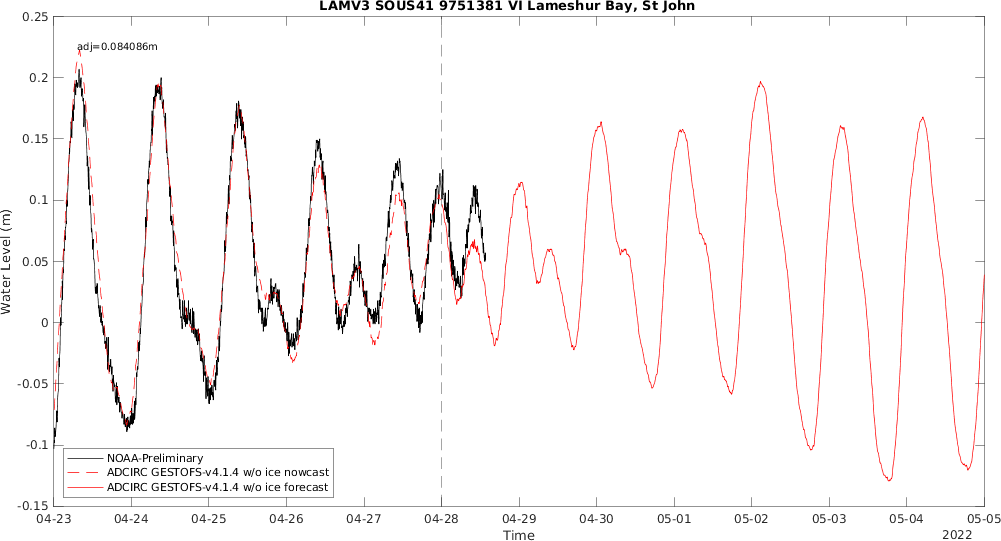 LAMV3 SOUS41 9751381 VI Lameshur Bay, St John
0.25
adj=0.084086m
0.2
0.15
0.1
0.05
0
-0.05
-0.1
-0.15
Water Level (m)
NOAA-Preliminary
ADCIRC GESTOFS-v4.1.4 w/o ice nowcast
ADCIRC GESTOFS-v4.1.4 w/o ice forecast
04-23 04-24 04-25 04-26 04-27 04-28 04-29 04-30 05-01 05-02 05-03 05-04 05-05
Time
2022